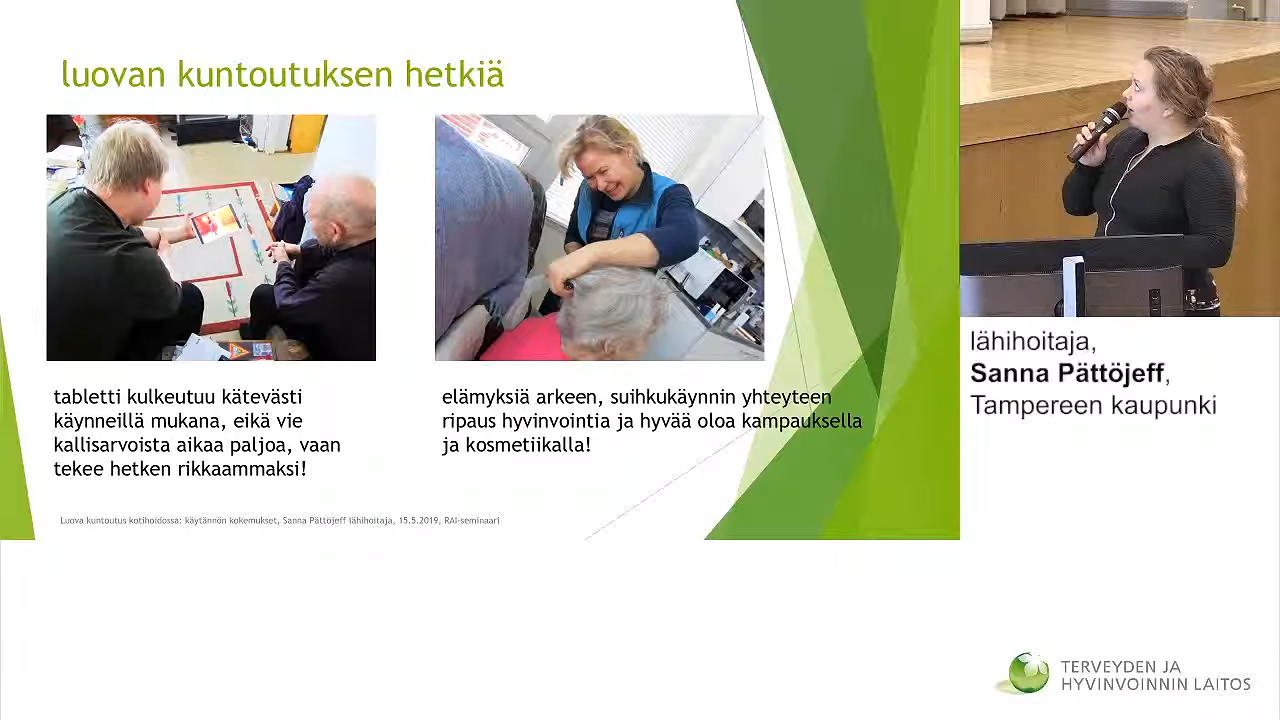 luovan kuntoutuksen hetkiä
tabletti kulkeutuu kätevästi
käynneillä mukana, eikä vie
kallisarvoista aikaa paljoa, vaan
tekee hetken rikkaammaksi!
elämyksiä arkeen, suihkukäynnin yhteyteen
ripaus hyvinvointia ja hyvää oloa kampauksella
ja kosmetiikalla!
Luova kuntoutus kotihoidossa: käytännön kokemukset, Sanna Pättöjeff lähihoitaja, 15.5.2019, RAI-seminaari
lähihoitaja,
Sanna Pättöjeff,
Tampereen kaupunki
TERVEYDEN JA
HYVINVOINNIN LAITOS